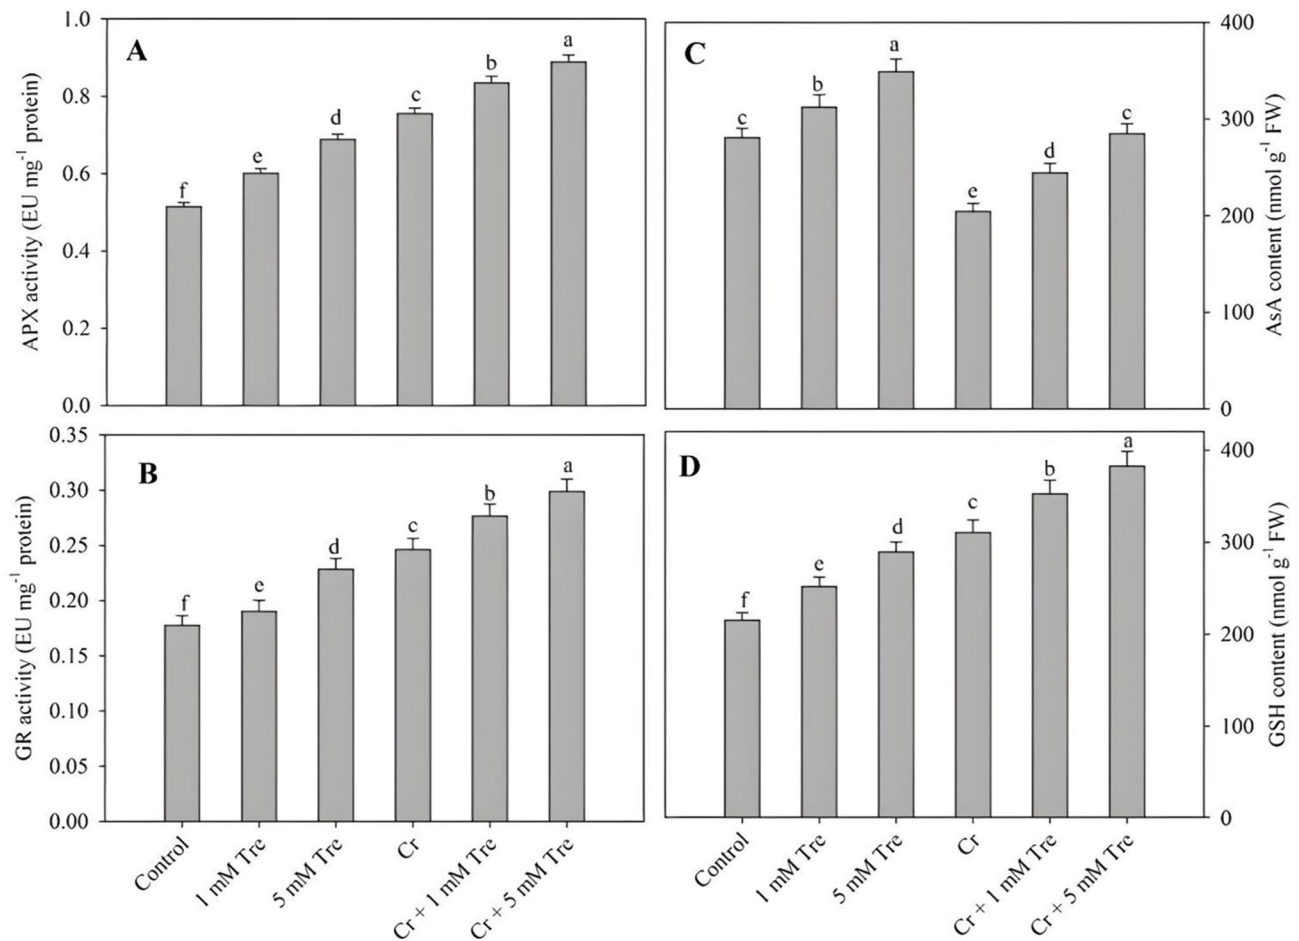 A
APX activity (EU mg⁻¹ protein)
1.0
0.8
0.6
0.4
0.2
0.0
f
e
d
c
b
a
C
AsA content (nmol g⁻¹ FW)
400
300
200
100
0
c
b
a
e
d
c
B
GR activity (EU mg⁻¹ protein)
0.35
0.30
0.25
0.20
0.15
0.10
0.05
0.00
f
e
d
c
b
a
Control
1 mM Tre
5 mM Tre
Cr
Cr + 1 mM Tre
Cr + 5 mM Tre
D
GSH content (nmol g⁻¹ FW)
400
300
200
100
0
f
e
d
c
b
a
Control
1 mM Tre
5 mM Tre
Cr
Cr + 1 mM Tre
Cr + 5 mM Tre